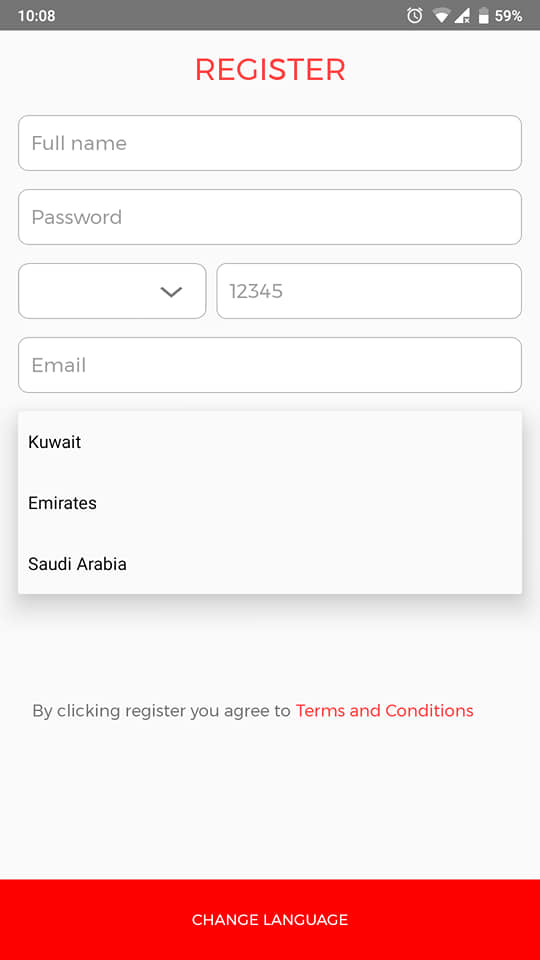 10:08
59%
REGISTER
Full name
Password
12345
Email
Kuwait
Emirates
Saudi Arabia
By clicking register you agree to Terms and Conditions
CHANGE LANGUAGE